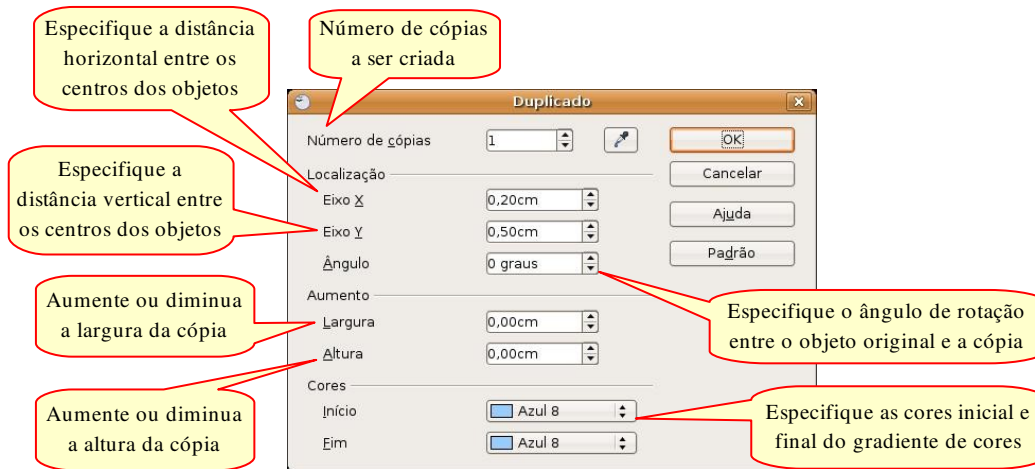 Especifique a distância
horizontal entre os
centros dos objetos
Número de cópias
a ser criada
Duplicado
Número de cópias
1
OK
Localização
Cancelar
Especifique a
distância vertical entre
os centros dos objetos
Eixo X
0,20cm
Ajuda
Eixo Y
0,50cm
Ângulo
0 graus
Padrão
Aumente ou diminua
a largura da cópia
Aumento
Largura
0,00cm
Especifique o ângulo de rotação
entre o objeto original e a cópia
Altura
0,00cm
Aumente ou diminua
a altura da cópia
Cores
Início
Azul 8
Especifique as cores inicial e
final do gradiente de cores
Fim
Azul 8